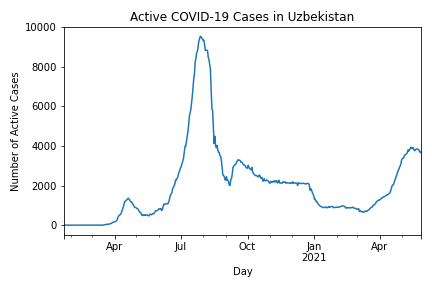 Active COVID-19 Cases in Uzbekistan
Number of Active Cases
10000
8000
6000
4000
2000
0
Apr
Jul
Oct
Jan
2021
Apr
Day